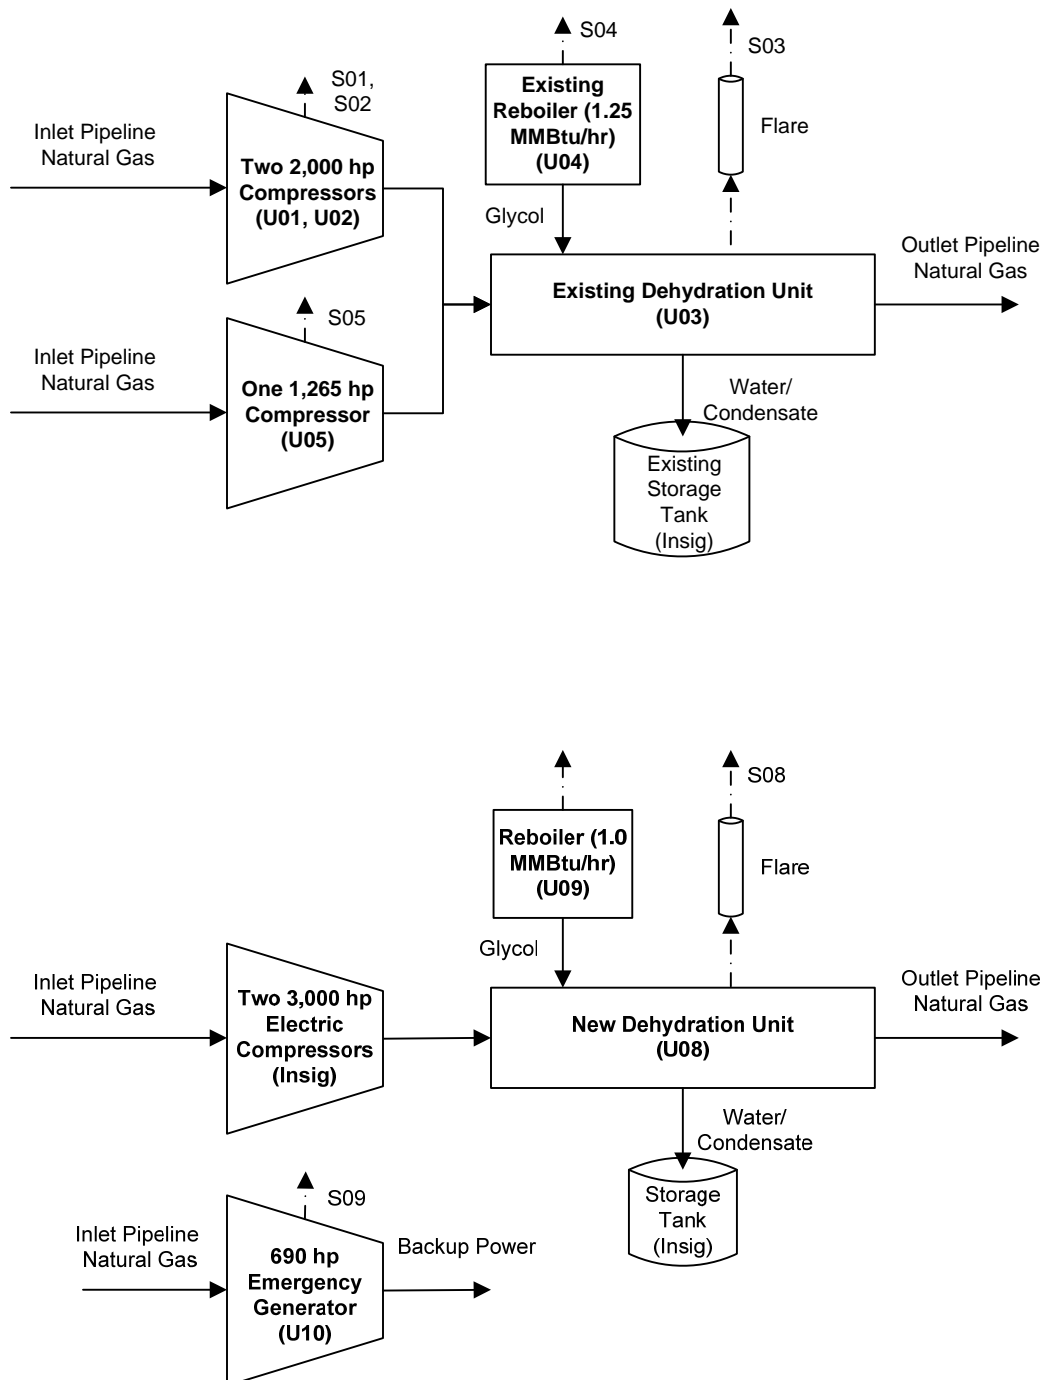 S01,
S02
Inlet Pipeline
Natural Gas
Two 2,000 hp
Compressors
(U01, U02)
S04
Existing
Reboiler (1.25
MMBtu/hr)
(U04)
Glycol
S03
Flare
Existing Dehydration Unit
(U03)
Outlet Pipeline
Natural Gas
S05
Inlet Pipeline
Natural Gas
One 1,265 hp
Compressor
(U05)
Water/
Condensate
Existing
Storage
Tank
(Insig)
Reboiler (1.0
MMBtu/hr)
(U09)
Glycol
S08
Flare
Inlet Pipeline
Natural Gas
Two 3,000 hp
Electric
Compressors
(Insig)
New Dehydration Unit
(U08)
Outlet Pipeline
Natural Gas
Water/
Condensate
Storage
Tank
(Insig)
S09
Inlet Pipeline
Natural Gas
690 hp
Emergency
Generator
(U10)
Backup Power